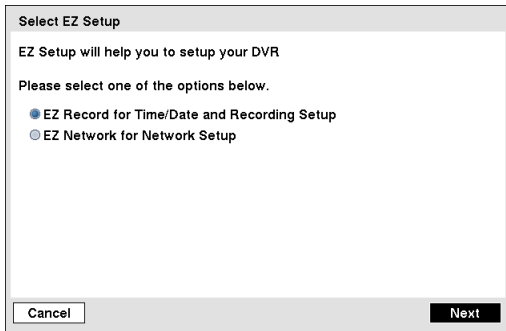 Select EZ Setup
EZ Setup will help you to setup your DVR
Please select one of the options below.
EZ Record for Time/Date and Recording Setup
EZ Network for Network Setup
Cancel
Next